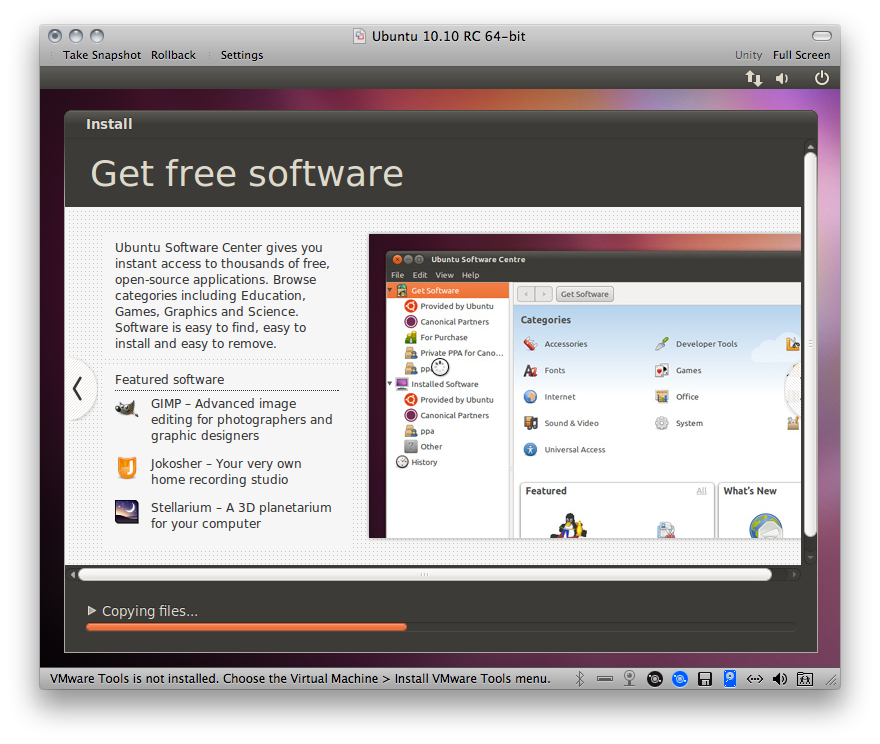 Ubuntu 10.10 RC 64-bit
Take Snapshot Rollback Settings Unity Full Screen
Install
Get free software
Ubuntu Software Center gives you
instant access to thousands of free,
open-source applications. Browse
categories including Education,
Games, Graphics and Science.
Software is easy to find, easy to
install and easy to remove.
Featured software
GIMP – Advanced image
editing for photographers and
graphic designers
Jokosher – Your very own
home recording studio
Stellarium – A 3D planetarium
for your computer
Ubuntu Software Centre
File Edit View Help
Get Software
Provided by Ubuntu
Canonical Partners
For Purchase
Private PPA for Cano...
Installed Software
Provided by Ubuntu
Canonical Partners
ppa
Other
History
Get Software
Categories
Accessories Developer Tools
Fonts Games
Internet Office
Sound & Video System
Universal Access
Featured All What's New
Copying files...
VMware Tools is not installed. Choose the Virtual Machine > Install VMware Tools menu.